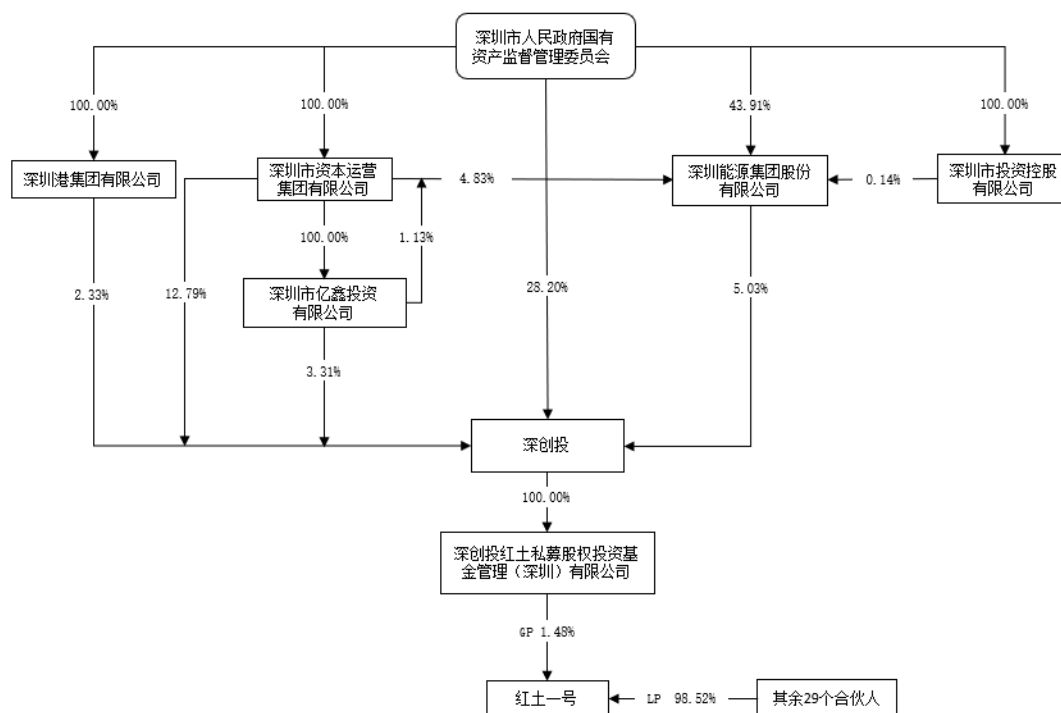 深圳市人民政府国有
资产监督管理委员会
100.00%
100.00%
43.91%
100.00%
深圳港集团有限公司
深圳市资本运营
集团有限公司
4.83%
深圳能源集团股份
有限公司
0.14%
深圳市投资控股
有限公司
100.00%
1.13%
2.33%
12.79%
深圳市亿鑫投资
有限公司
28.20%
5.03%
3.31%
深创投
100.00%
深创投红土私募股权投资基
金管理（深圳）有限公司
GP 1.48%
红土一号
LP 98.52%
其余29个合伙人